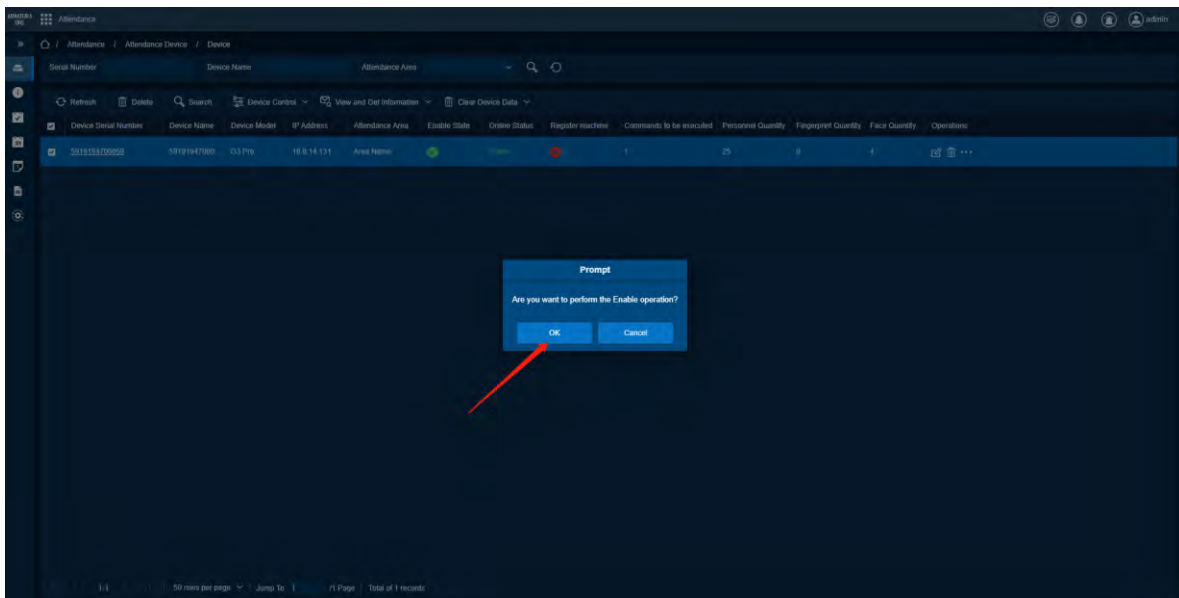 Attendance
admin
/ Attendance / Attendance Device / Device
Serial Number Device Name Attendance Area
Refresh Delete Search Device Control View and Get Information Clear Device Data
Device Serial Number Device Name Device Model IP Address Attendance Area Enable State Online Status Register machine Commands to be executed Personnel Quantity Fingerprint Quantity Face Quantity Operations
Area Name 1 25
Prompt
Are you want to perform the Enable operation?
OK Cancel
50 rows per page Jump To 1 /1 Page Total of 1 records